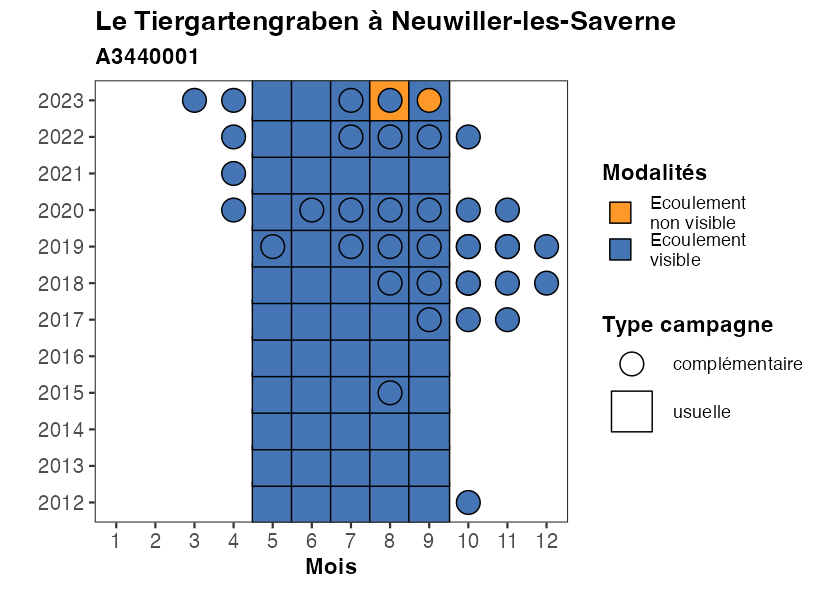 Le Tiergartengraben à Neuwiller-les-Saverne
A3440001
2023
2022
2021
2020
2019
2018
2017
2016
2015
2014
2013
2012
1 2 3 4 5 6 7 8 9 10 11 12
Mois
Modalités
Ecoulement
non visible
Ecoulement
visible
Type campagne
complémentaire
usuelle